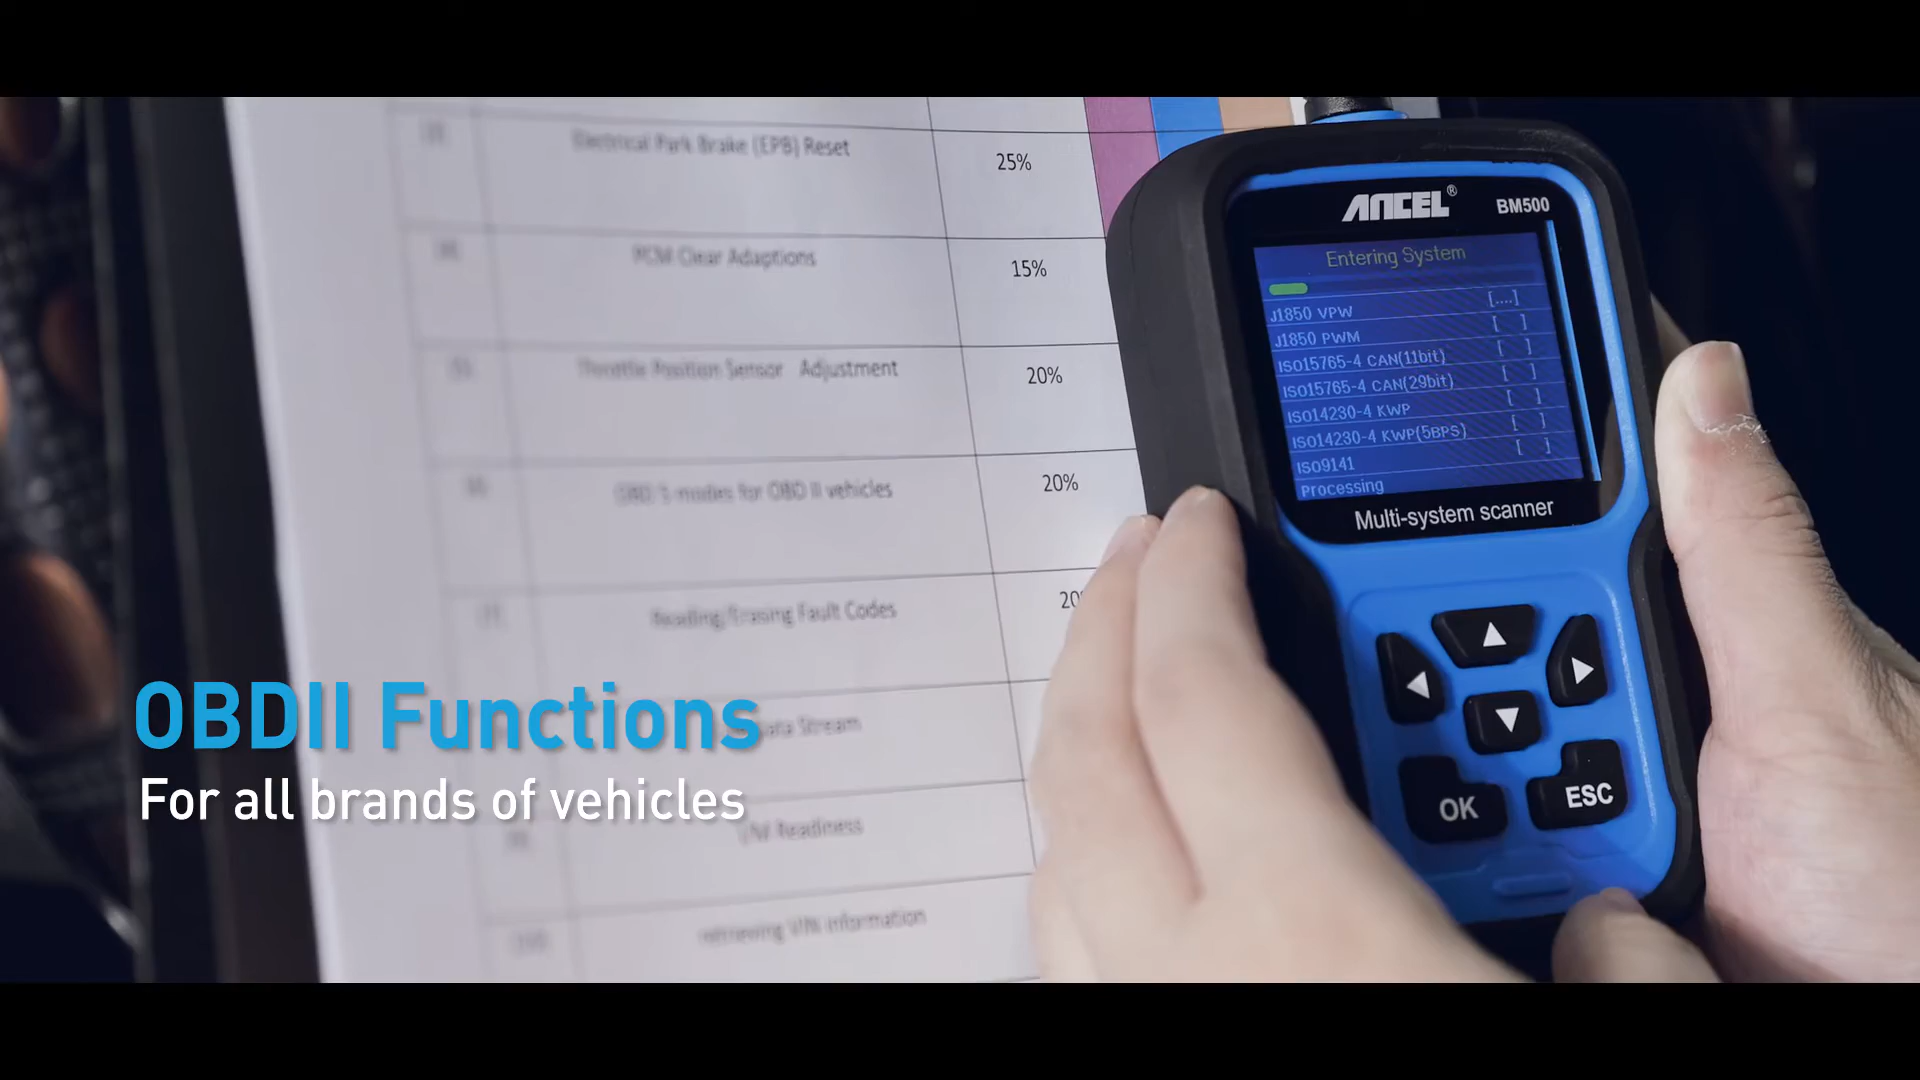 Electrical Park Brake (EPB) Reset
25%
PCM Clear Adaptions
15%
Throttle Position Sensor Adjustment
20%
modes for OBD II vehicles
20%
Reading/Erasing Fault Codes
20
Stream
I/M Readiness
retrieving VIN information
OBDII Functions
For all brands of vehicles
ANCEL®
BM500
Entering System
J1850 VPW [....]
J1850 PWM [ ]
ISO15765-4 CAN(11bit) [ ]
ISO15765-4 CAN(29bit) [ ]
ISO14230-4 KWP [ ]
ISO14230-4 KWP(5BPS) [ ]
ISO9141 [ ]
Processing
Multi-system scanner
OK
ESC